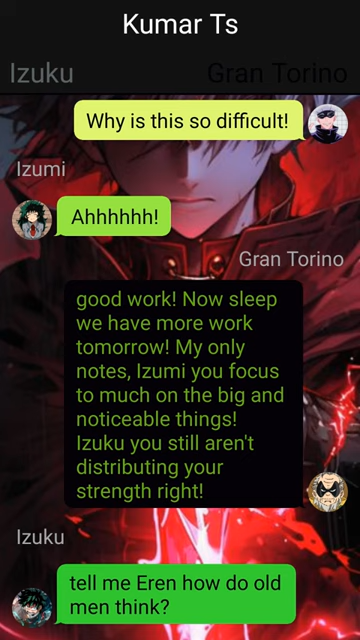 Kumar Ts
Izuku
Gran Torino
Why is this so difficult!
Izumi
Ahhhhhh!
Gran Torino
good work! Now sleep
we have more work
tomorrow! My only
notes, Izumi you focus
to much on the big and
noticeable things!
Izuku you still aren't
distributing your
strength right!
Izuku
tell me Eren how do old
men think?